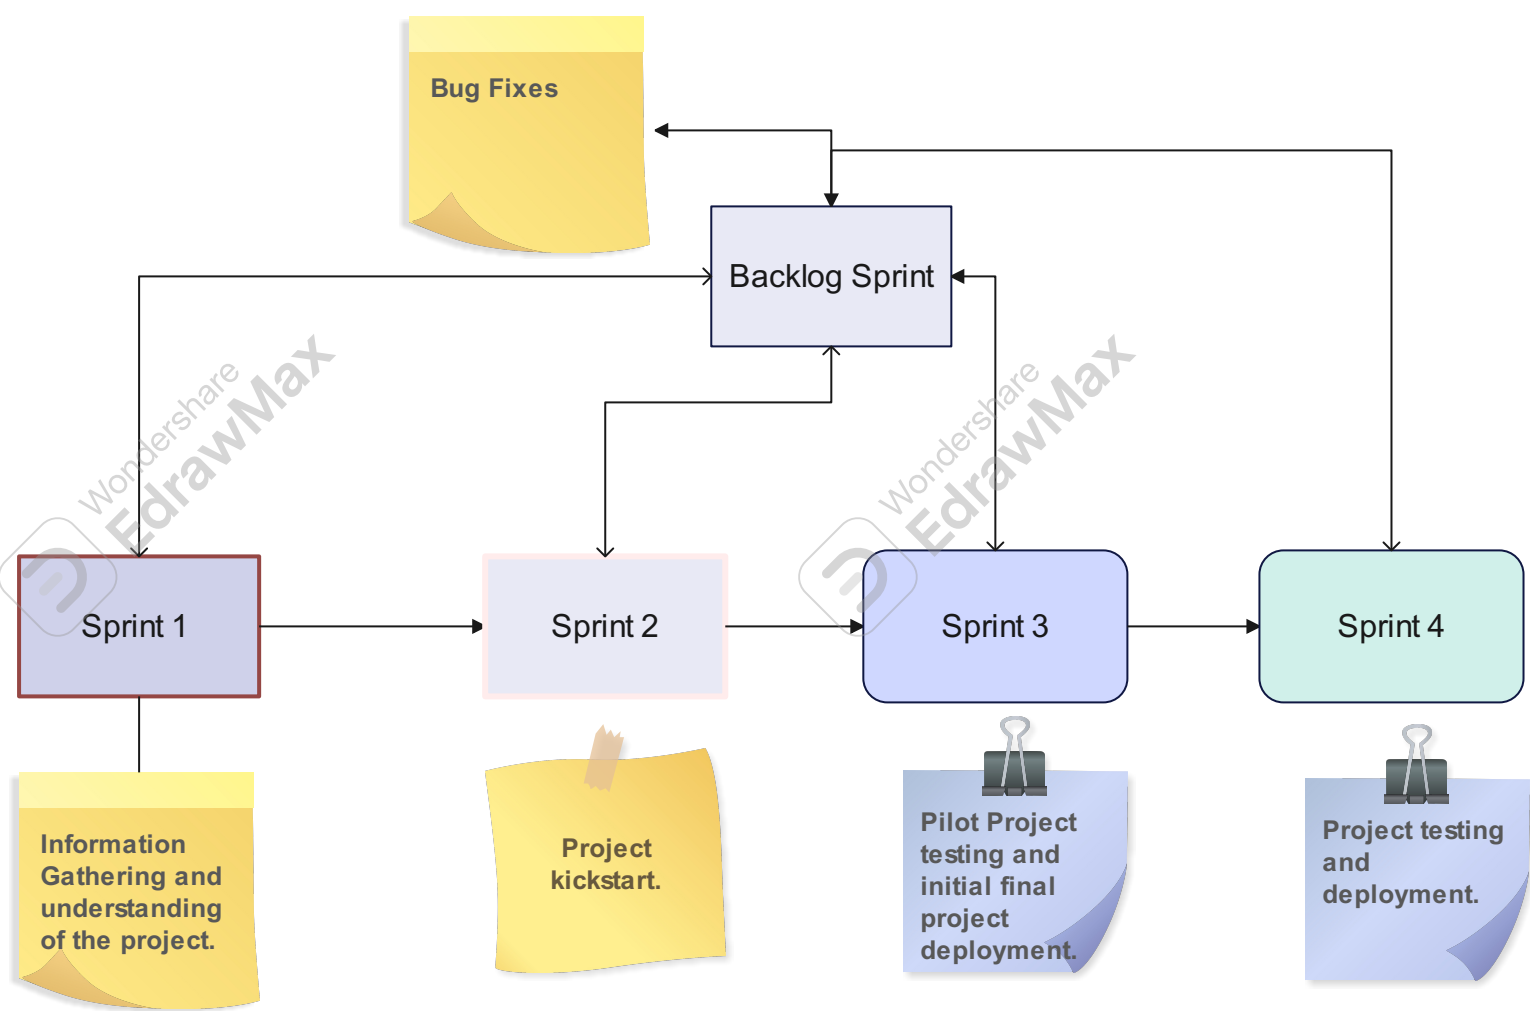 Bug Fixes
Backlog Sprint
Wondershare
EdrawMax
Wondershare
EdrawMax
Sprint 1
Sprint 2
Sprint 3
Sprint 4
Information
Gathering and
understanding
of the project.
Project
kickstart.
Pilot Project
testing and
initial final
project
deployment.
Project testing
and
deployment.